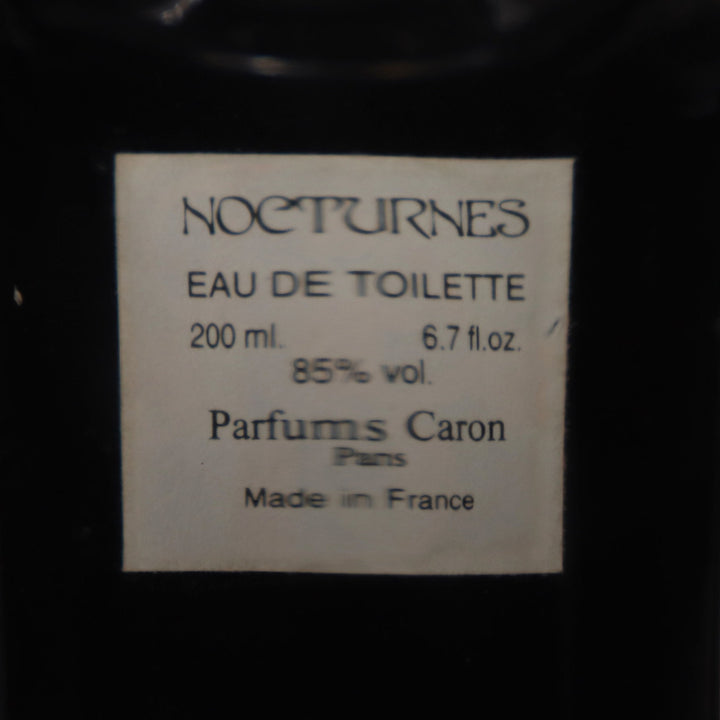 NOCTURNES
EAU DE TOILETTE
200 ml. 6.7 fl.oz.
85% vol.
Parfums Caron
Paris
Made in France